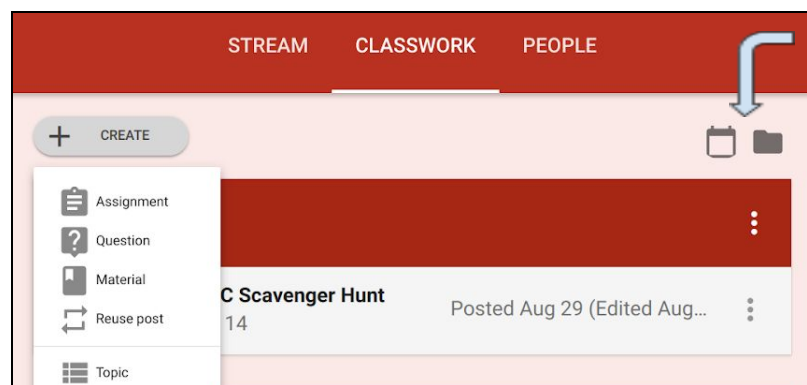 STREAM CLASSWORK PEOPLE
CREATE
Assignment
Question
Material
Reuse post
Topic
C Scavenger Hunt
14
Posted Aug 29 (Edited Aug...